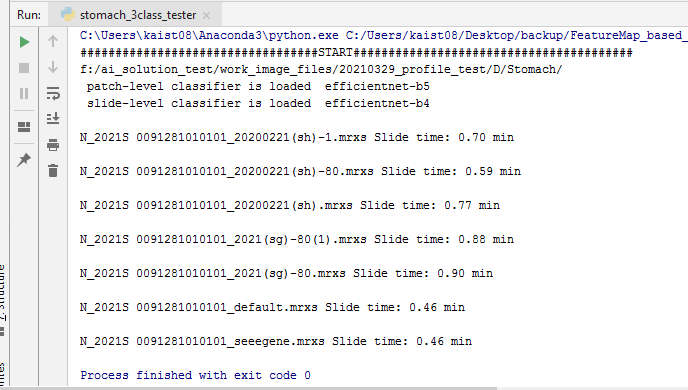 Run: stomach_3class_tester
C:\Users\kaist08\Anaconda3\python.exe C:/Users/kaist08/Desktop/backup/FeatureMap_based_
##################################START########################################
f:/ai_solution_test/work_image_files/20210329_profile_test/D/Stomach/
patch-level classifier is loaded  efficientnet-b5
slide-level classifier is loaded  efficientnet-b4
N_2021S 0091281010101_20200221(sh)-1.mrxs Slide time: 0.70 min
N_2021S 0091281010101_20200221(sh)-80.mrxs Slide time: 0.59 min
N_2021S 0091281010101_20200221(sh).mrxs Slide time: 0.77 min
N_2021S 0091281010101_2021(sg)-80(1).mrxs Slide time: 0.88 min
N_2021S 0091281010101_2021(sg)-80.mrxs Slide time: 0.90 min
N_2021S 0091281010101_default.mrxs Slide time: 0.46 min
N_2021S 0091281010101_seeegene.mrxs Slide time: 0.46 min
Process finished with exit code 0